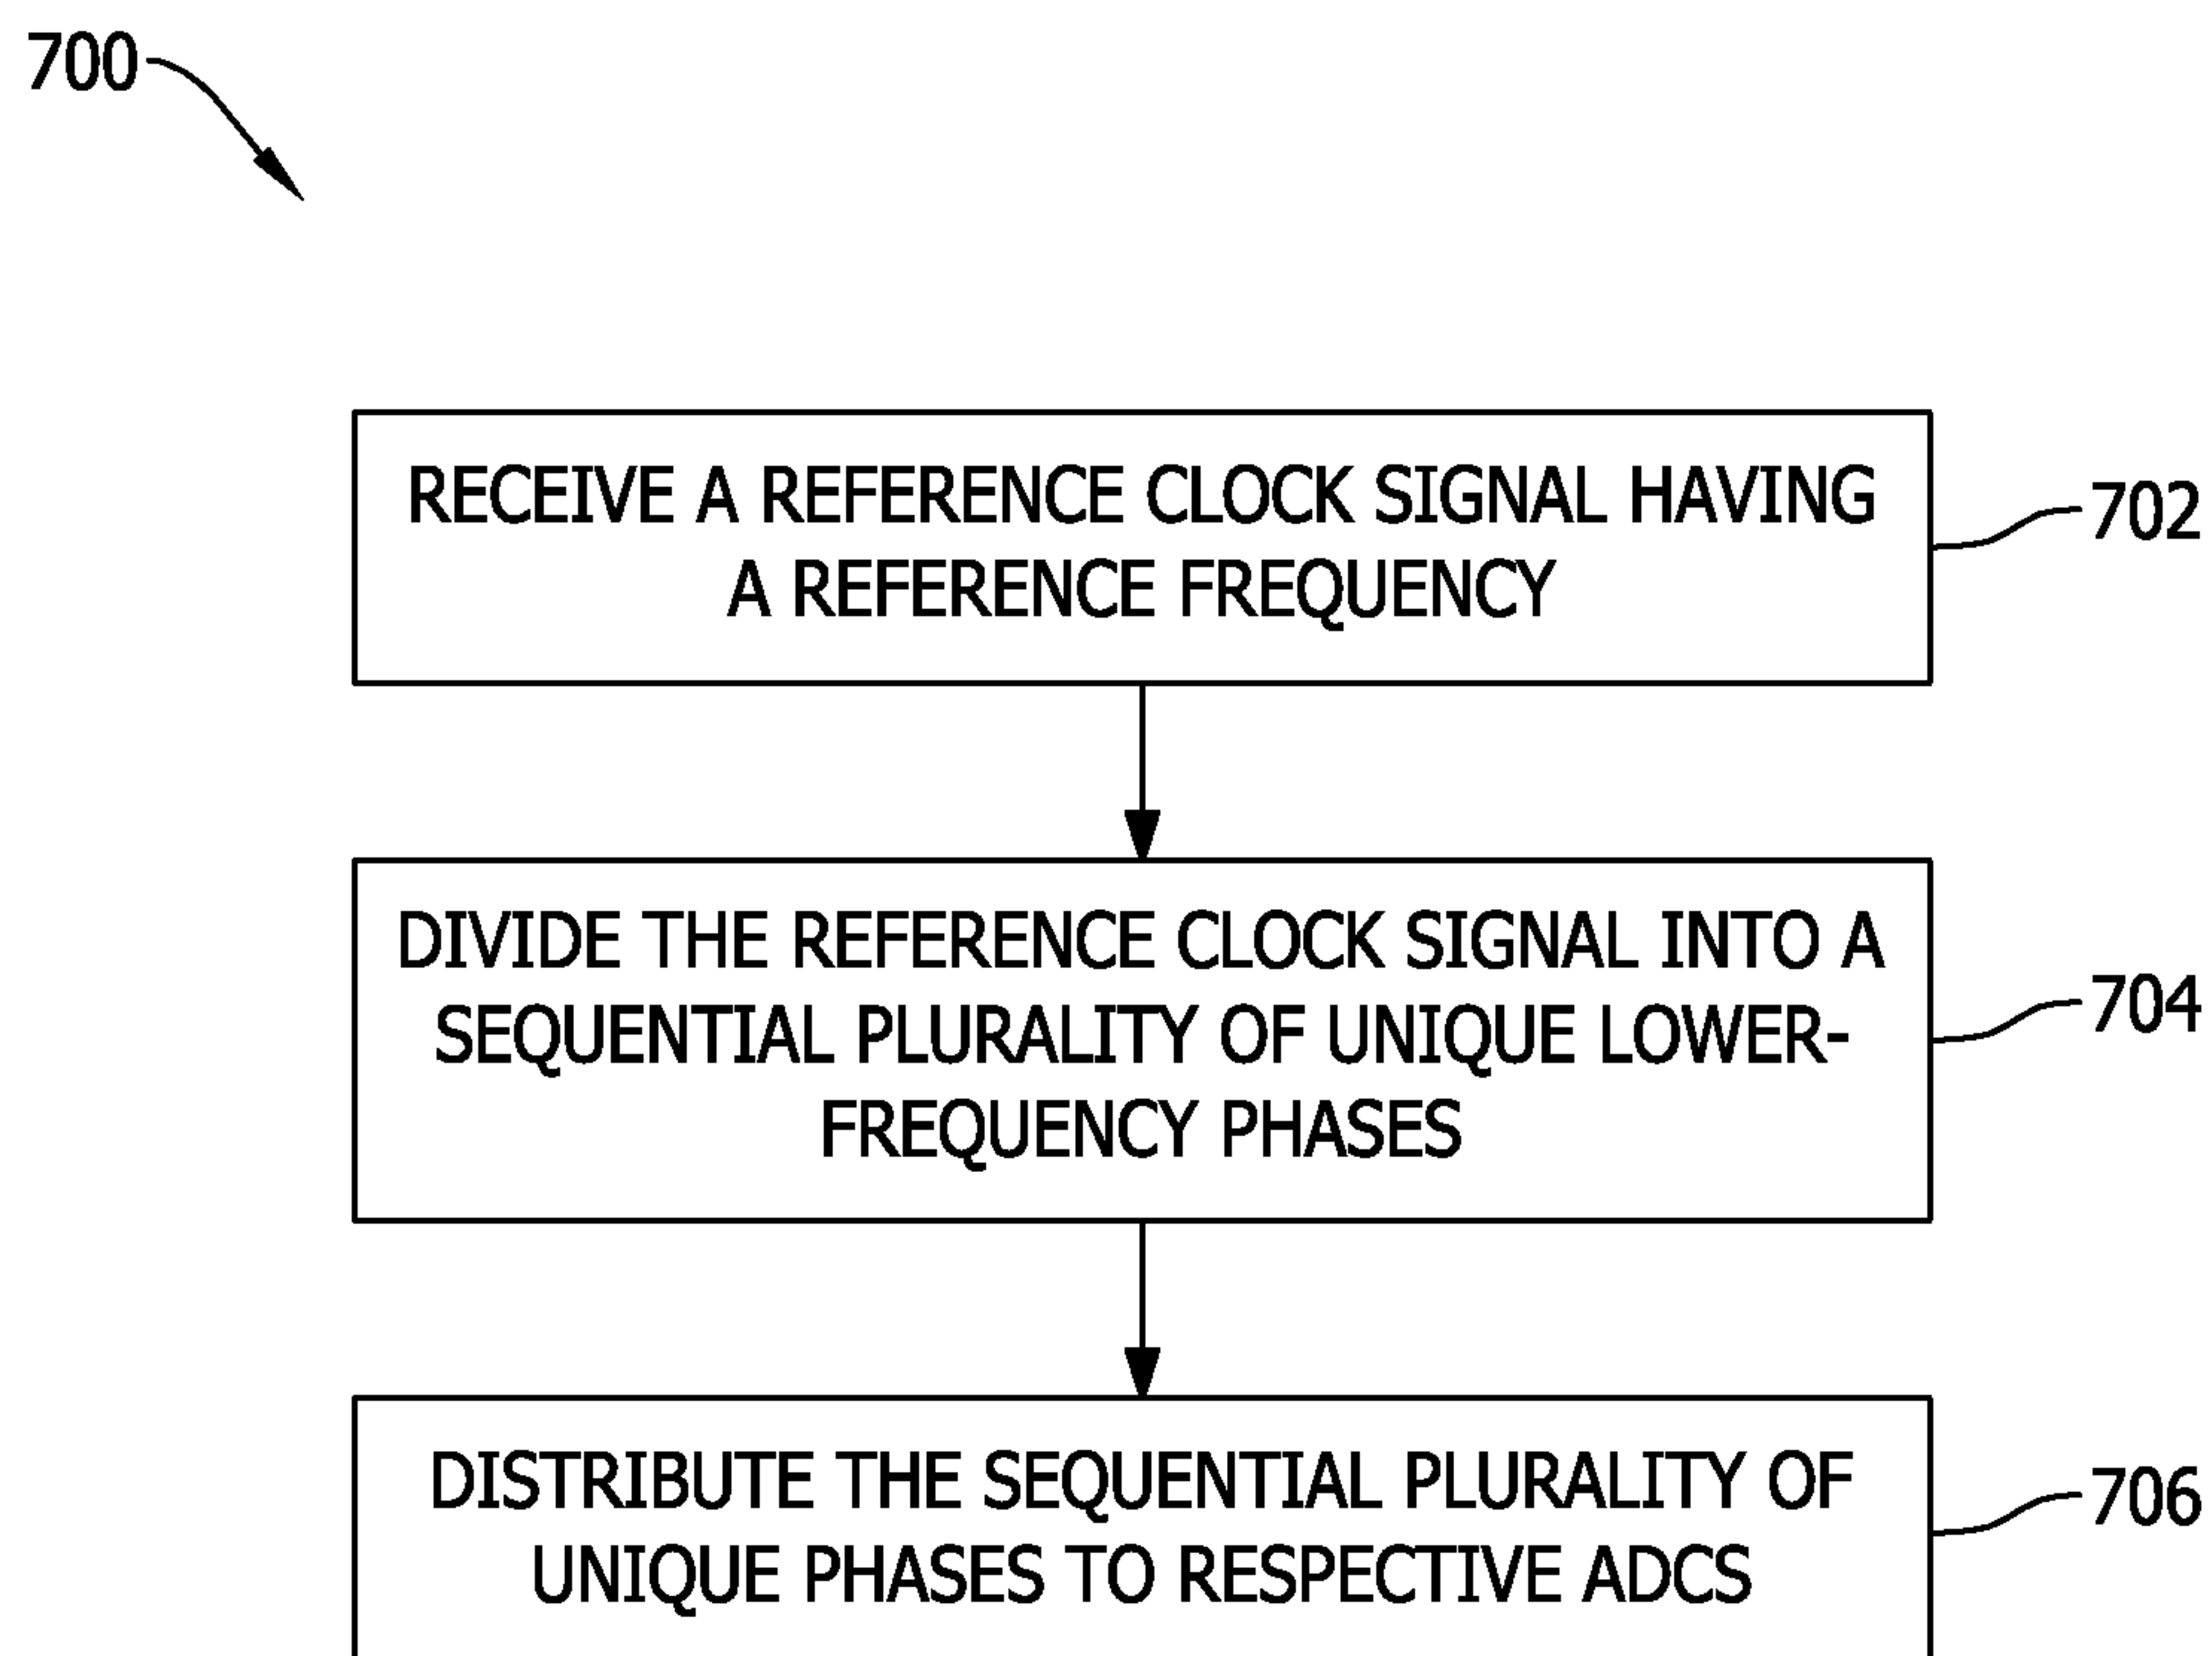 700
RECEIVE A REFERENCE CLOCK SIGNAL HAVING
A REFERENCE FREQUENCY
702
DIVIDE THE REFERENCE CLOCK SIGNAL INTO A
SEQUENTIAL PLURALITY OF UNIQUE LOWER-
FREQUENCY PHASES
704
DISTRIBUTE THE SEQUENTIAL PLURALITY OF
UNIQUE PHASES TO RESPECTIVE ADCS
706